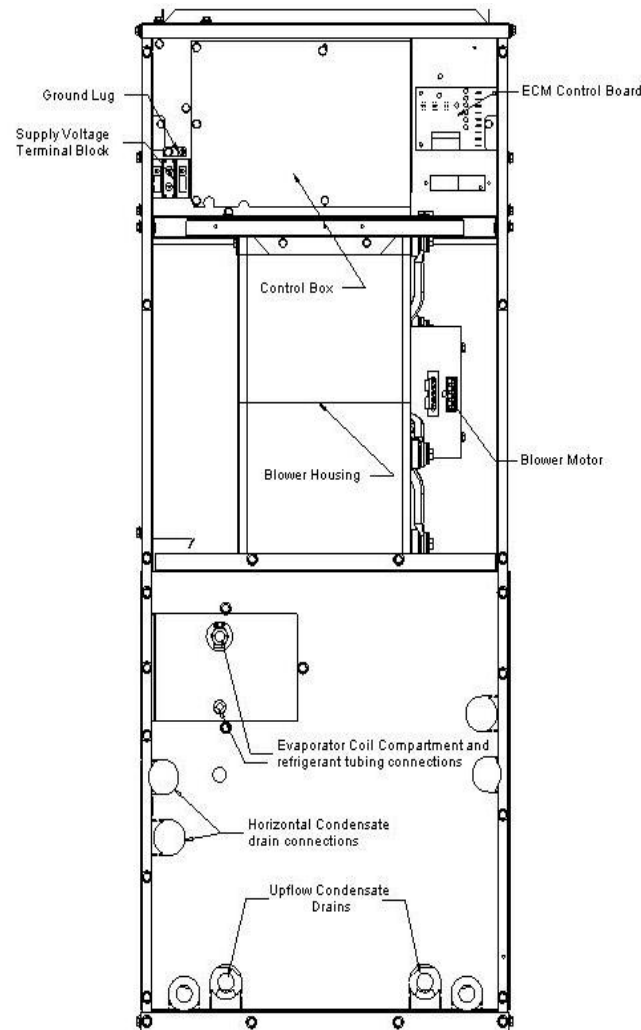 Ground Lug
ECM Control Board
Supply Voltage
Terminal Block
Control Box
Blower Housing
Blower Motor
Evaporator Coil Compartment and
refrigerant tubing connections
Horizontal Condensate
drain connections
Upflow Condensate
Drains